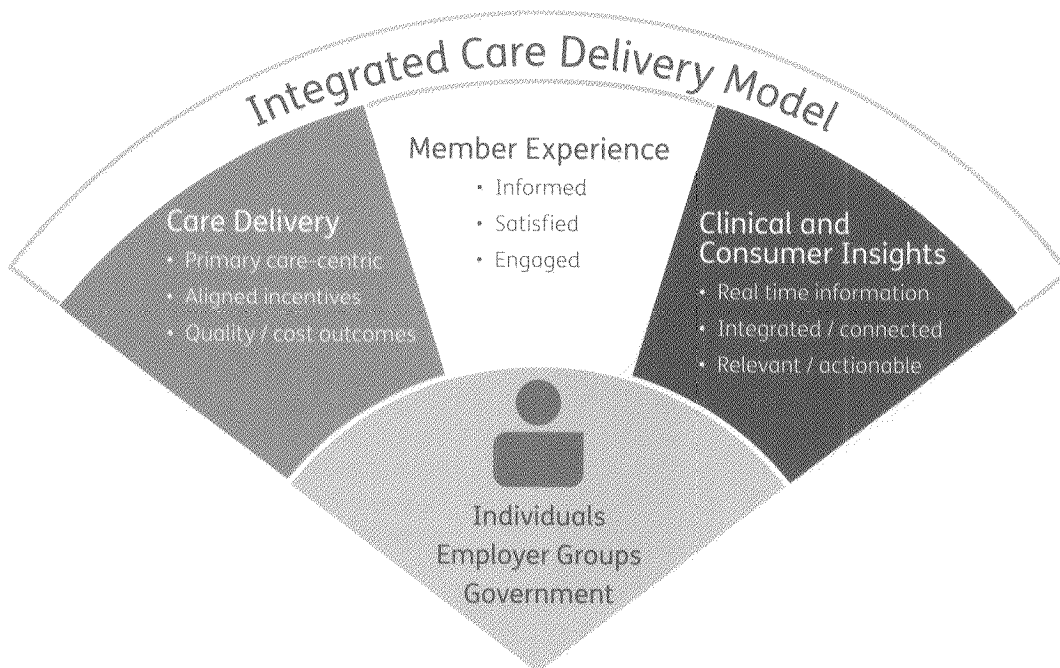 Integrated Care Delivery Model
Care Delivery
• Primary care-centric
• Aligned incentives
• Quality / cost outcomes
Member Experience
• Informed
• Satisfied
• Engaged
Clinical and
Consumer Insights
• Real time information
• Integrated / connected
• Relevant / actionable
Individuals
Employer Groups
Government